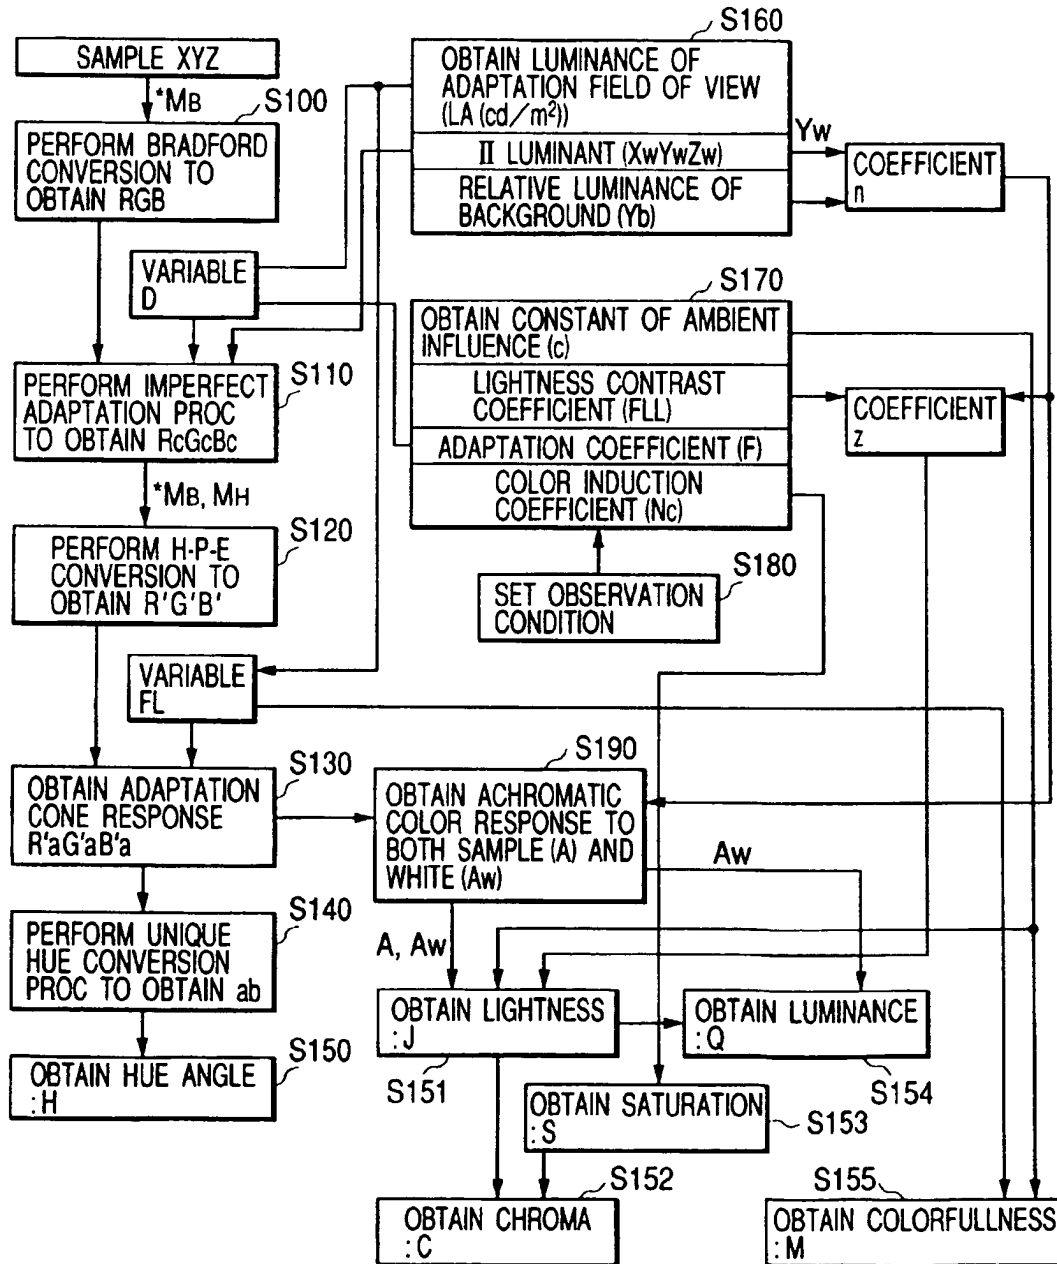 SAMPLE XYZ
*MB
S100
PERFORM BRADFORD
CONVERSION TO
OBTAIN RGB
VARIABLE
D
PERFORM IMPERFECT
ADAPTATION PROC
TO OBTAIN RcGcBc
S110
*MB, MH
PERFORM H-P-E
CONVERSION TO
OBTAIN R'G'B'
S120
VARIABLE
FL
OBTAIN ADAPTATION
CONE RESPONSE
R'aG'aB'a
S130
PERFORM UNIQUE
HUE CONVERSION
PROC TO OBTAIN ab
S140
OBTAIN HUE ANGLE
:H
S150
S160
OBTAIN LUMINANCE OF
ADAPTATION FIELD OF VIEW
(LA (cd/m²))
II LUMINANT (XwYwZw)
RELATIVE LUMINANCE OF
BACKGROUND (Yb)
Yw
COEFFICIENT
n
S170
OBTAIN CONSTANT OF AMBIENT
INFLUENCE (c)
LIGHTNESS CONTRAST
COEFFICIENT (FLL)
ADAPTATION COEFFICIENT (F)
COLOR INDUCTION
COEFFICIENT (Nc)
COEFFICIENT
z
S180
SET OBSERVATION
CONDITION
S190
OBTAIN ACHROMATIC
COLOR RESPONSE TO
BOTH SAMPLE (A) AND
WHITE (Aw)
Aw
A, Aw
OBTAIN LIGHTNESS
:J
S151
OBTAIN LUMINANCE
:Q
S154
OBTAIN SATURATION
:S
S153
S152
OBTAIN CHROMA
:C
S155
OBTAIN COLORFULLNESS
:M